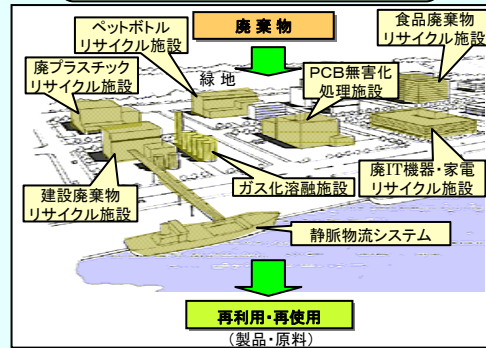 廃棄物
ペットボトル
リサイクル施設
食品廃棄物
リサイクル施設
廃プラスチック
リサイクル施設
緑地
PCB無害化
処理施設
建設廃棄物
リサイクル施設
ガス化溶融施設
廃IT機器・家電
リサイクル施設
静脈物流システム
再利用・再使用
(製品・原料)